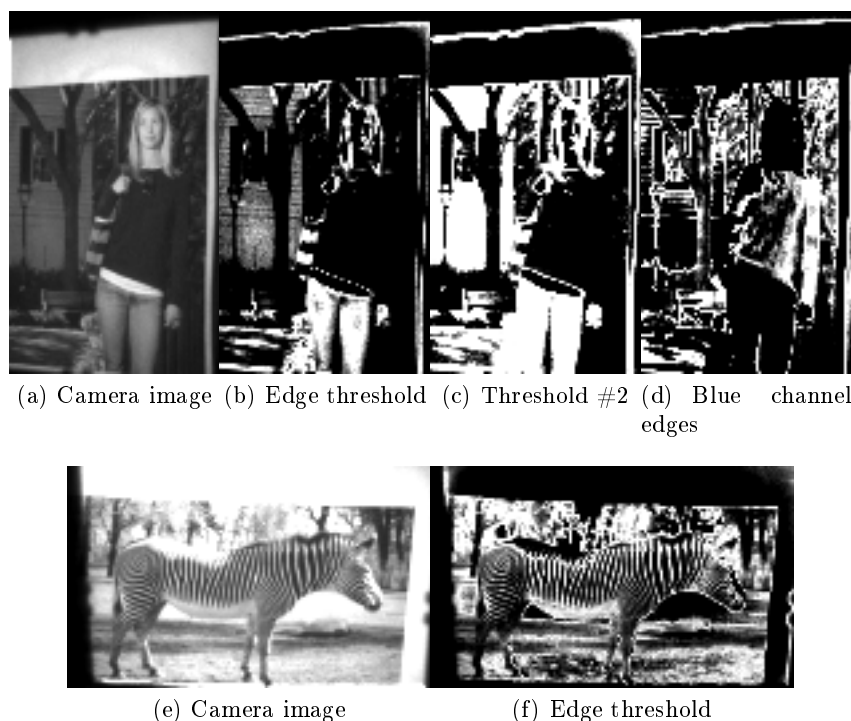 (a) Camera image (b) Edge threshold (c) Threshold #2 (d) Blue channel
edges
(e) Camera image (f) Edge threshold